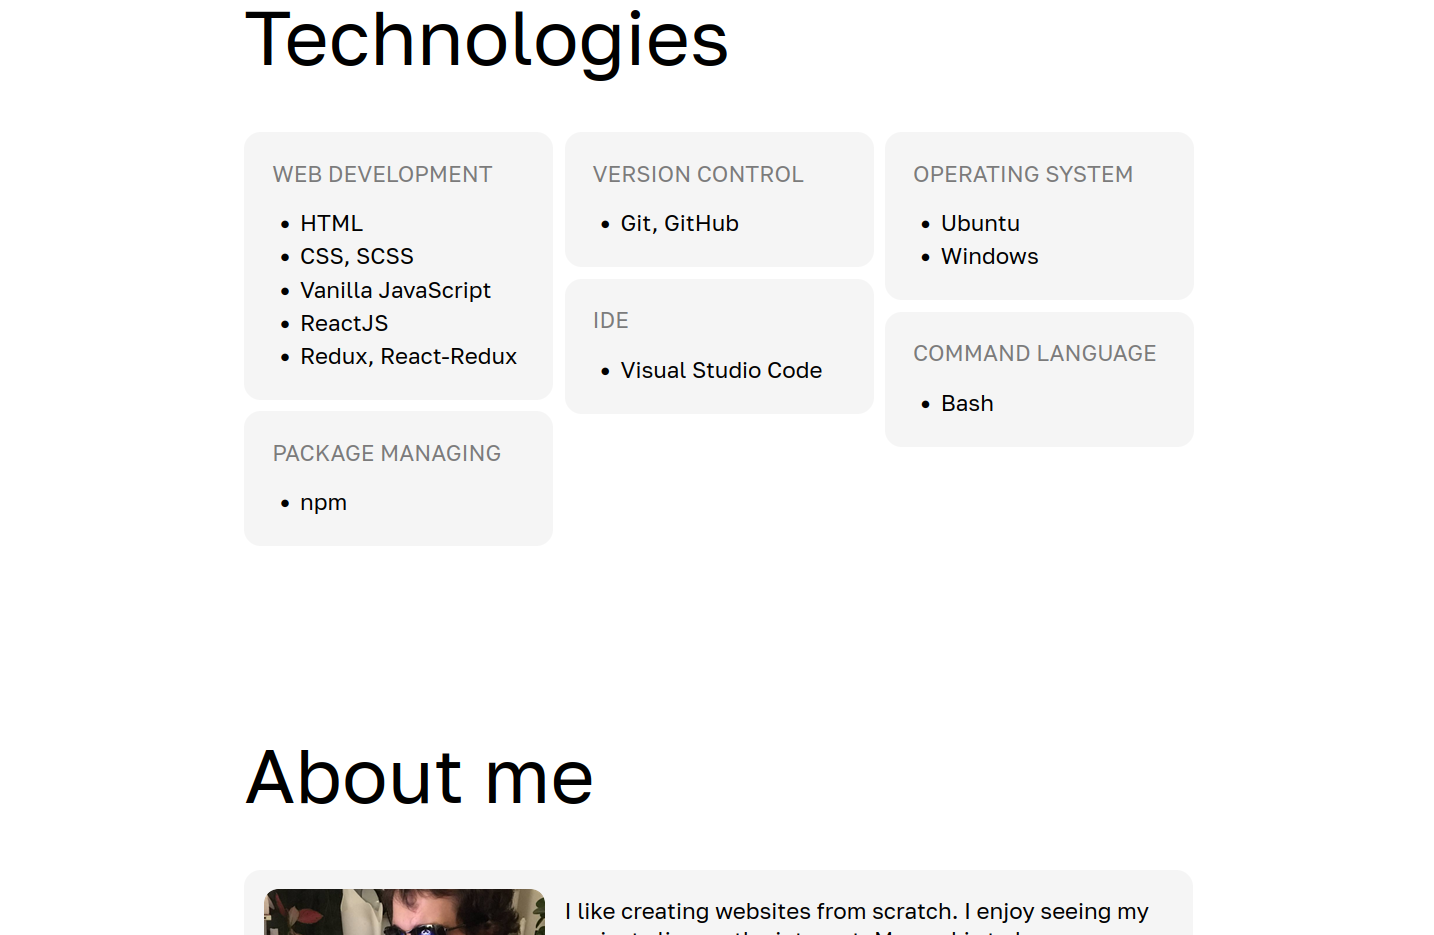 Technologies
WEB DEVELOPMENT
HTML
CSS, SCSS
Vanilla JavaScript
ReactJS
Redux, React-Redux
PACKAGE MANAGING
npm
VERSION CONTROL
Git, GitHub
IDE
Visual Studio Code
OPERATING SYSTEM
Ubuntu
Windows
COMMAND LANGUAGE
Bash
About me
I like creating websites from scratch. I enjoy seeing my